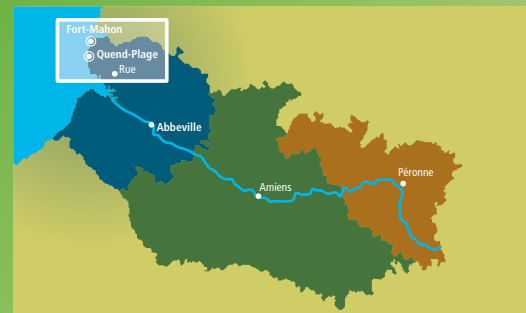 Fort-Mahon
Quend-Plage
Rue
Abbeville
Péronne
Amiens